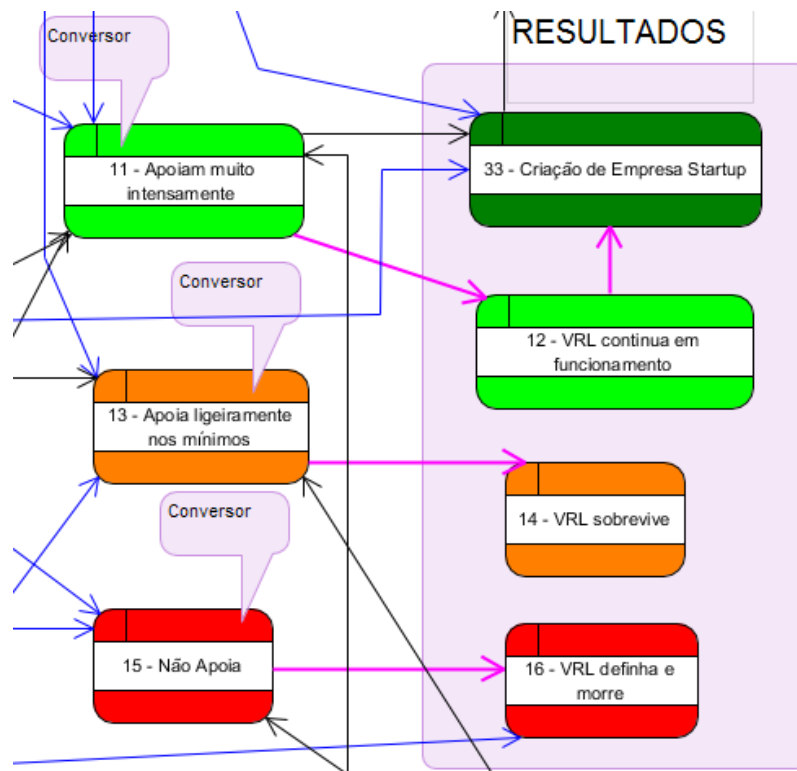 Conversor
RESULTADOS
11 - Apoiam muito
intensamente
33 - Criação de Empresa Startup
Conversor
12 - VRL continua em
funcionamento
13 - Apoia ligeiramente
nos mínimos
Conversor
14 - VRL sobrevive
15 - Não Apoia
16 - VRL definha e
morre